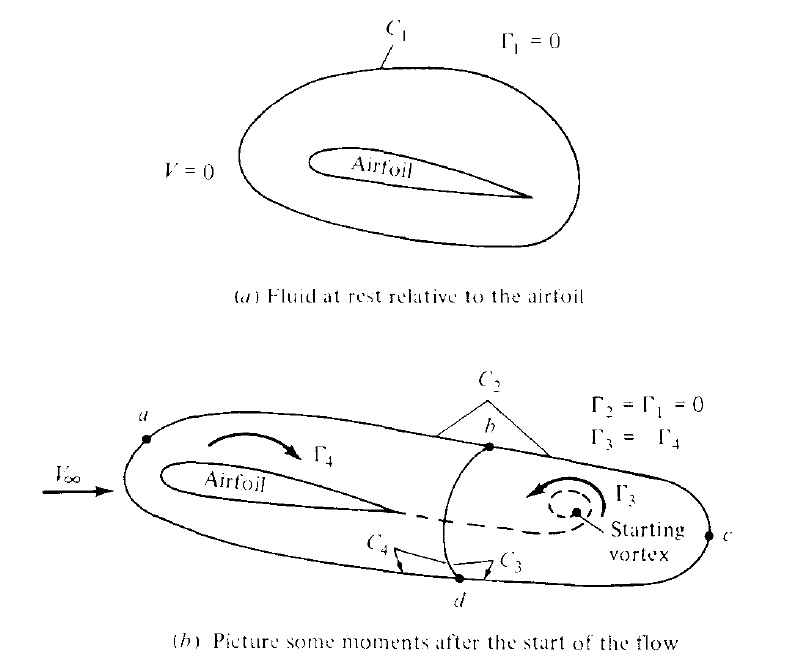 C₁
Γ₁ = 0
V = 0
Airfoil
(a) Fluid at rest relative to the airfoil
C₂
Γ₂ = Γ₁ = 0
Γ₃ = Γ₄
a
b
Γ₄
V∞
Airfoil
Γ₃
Starting
vortex
c
C₄
C₃
d
(b) Picture some moments after the start of the flow